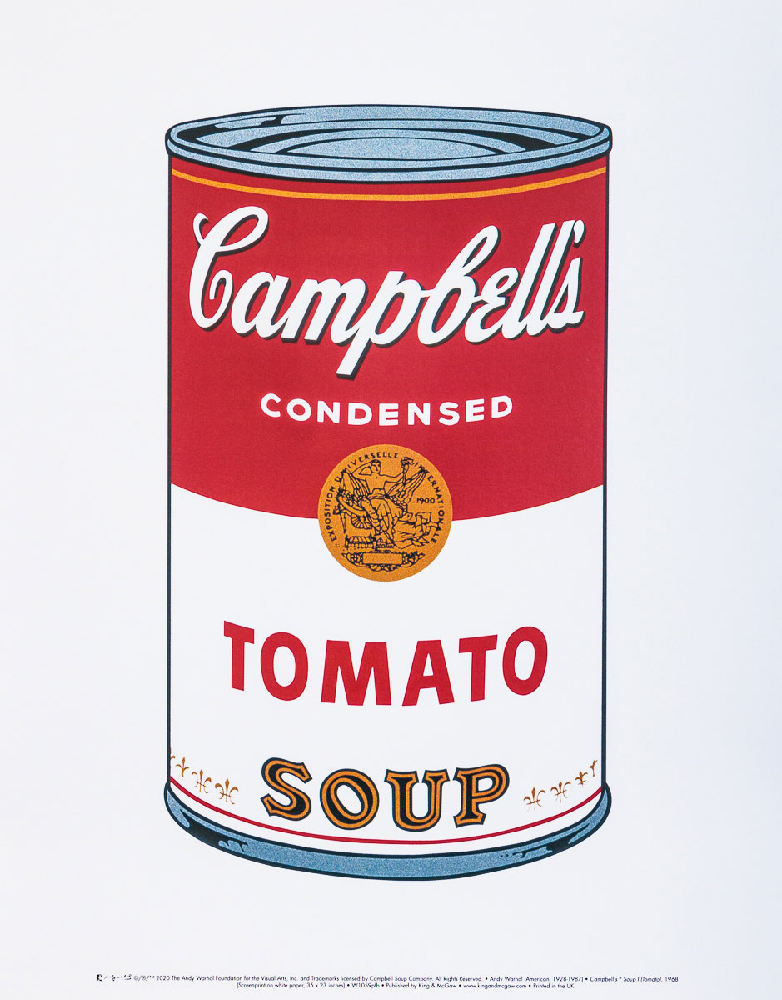 Campbell's
CONDENSED
EXPOSITION UNIVERSELLE INTERNATIONALE
1900
TOMATO
SOUP
andy warhol ©/®/™ 2020 The Andy Warhol Foundation for the Visual Arts, Inc. and Trademarks licensed by Campbell Soup Company. All Rights Reserved. • Andy Warhol (American, 1928-1987) • Campbell's ® Soup I (Tomato), 1968
(Screenprint on white paper, 35 x 23 inches) • W1059pfb • Published by King & McGaw • www.kingandmcgaw.com • Printed in the UK